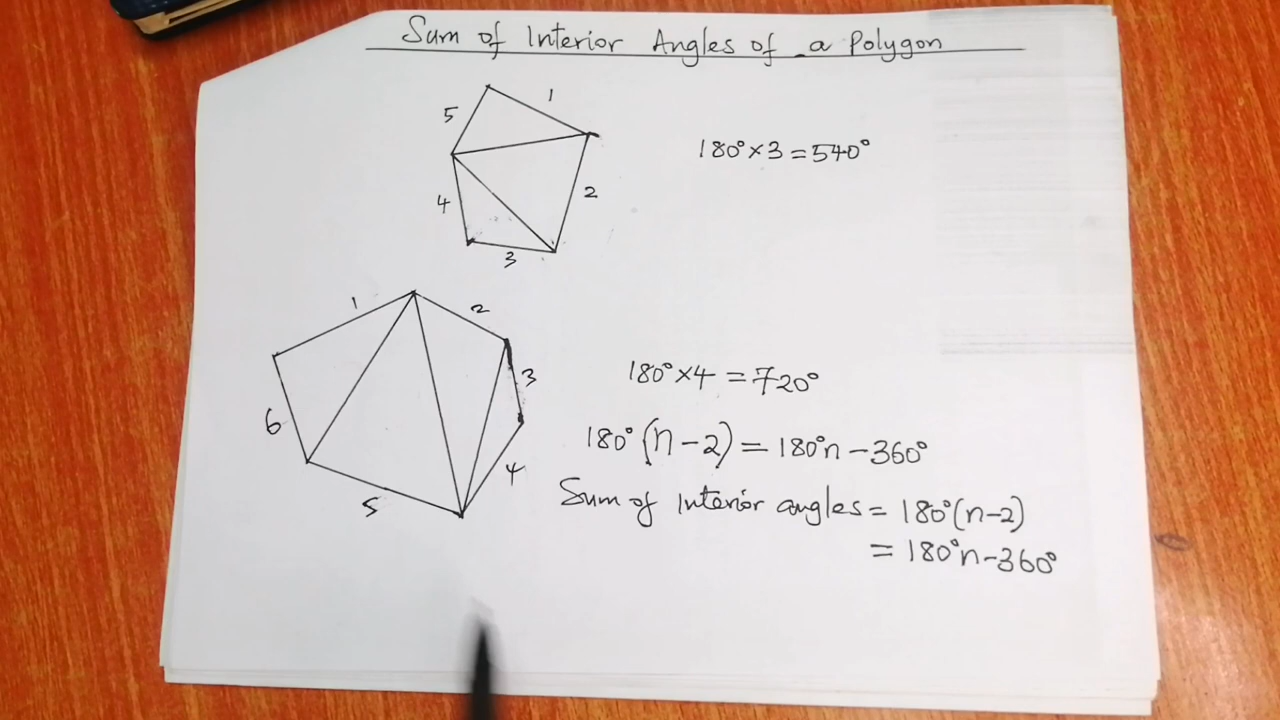 Sum of Interior Angles of a Polygon
5 1
4 2
3
180°×3=540°
1 2
3
6
4
5
180°×4=720°
180°(n-2)=180°n-360°
Sum of Interior angles=180°(n-2)
=180°n-360°